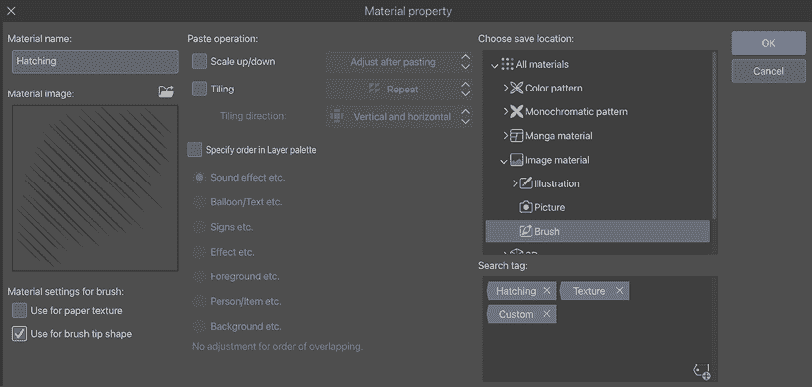 Material property
Material name:
Hatching
Material image:
Material settings for brush:
Use for paper texture
Use for brush tip shape
Paste operation:
Scale up/down
Adjust after pasting
Tiling
Repeat
Tiling direction:
Vertical and horizontal
Specify order in Layer palette
Sound effect etc.
Balloon/Text etc.
Signs etc.
Effect etc.
Foreground etc.
Person/Item etc.
Background etc.
No adjustment for order of overlapping.
Choose save location:
All materials
Color pattern
Monochromatic pattern
Manga material
Image material
Illustration
Picture
Brush
Search tag:
Hatching
Texture
Custom
OK
Cancel